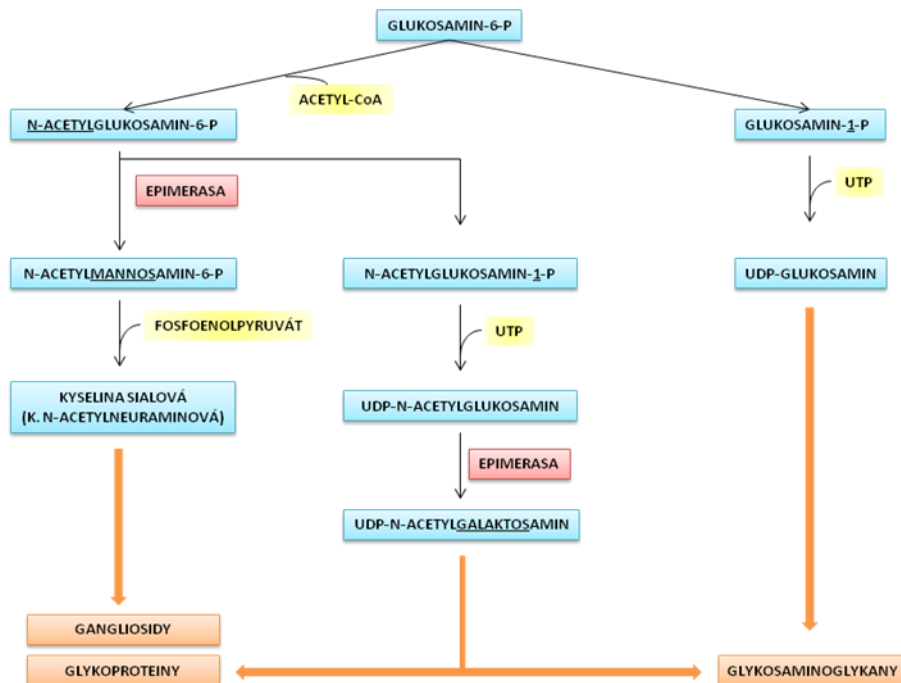 GLUKOSAMIN-6-P
ACETYL-CoA
N-ACETYLGLUKOSAMIN-6-P
GLUKOSAMIN-1-P
EPIMERASA
UTP
N-ACETYLMANNOSAMIN-6-P
N-ACETYLGLUKOSAMIN-1-P
UDP-GLUKOSAMIN
FOSFOENOLPYRUVÁT
UTP
KYSELINA SIALOVÁ
(K. N-ACETYLNEURAMINOVÁ)
UDP-N-ACETYLGLUKOSAMIN
EPIMERASA
UDP-N-ACETYLGALAKTOSAMIN
GANGLIOSIDY
GLYKOPROTEINY
GLYKOSAMINOGLYKANY